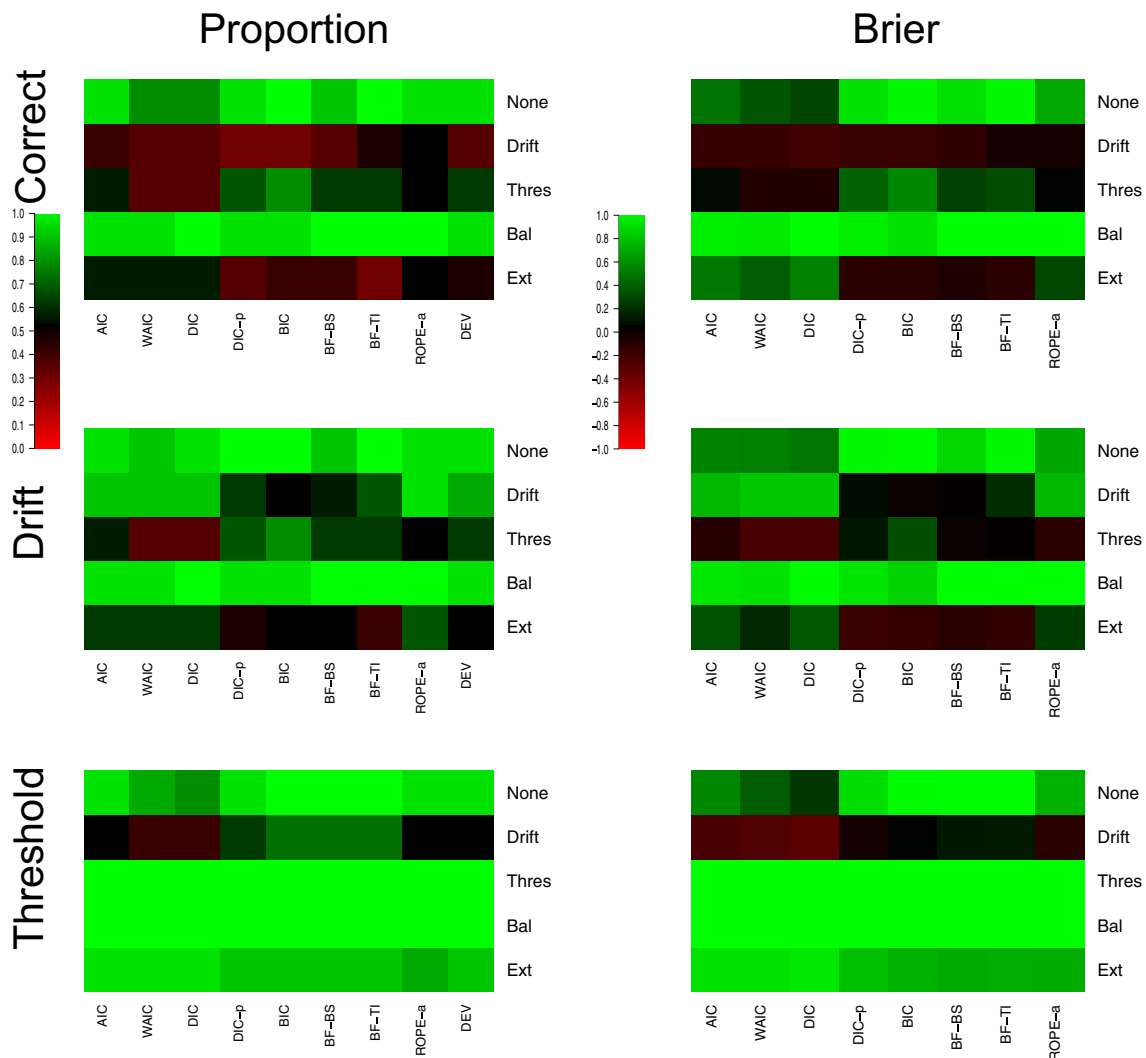 Proportion
Brier
Correct
None
Drift
Thres
Bal
Ext
1.0
0.9
0.8
0.7
0.6
0.5
0.4
0.3
0.2
0.1
0.0
AIC
WAIC
DIC
DIC−p
BIC
BF−BS
BF−TI
ROPE−a
DEV
None
Drift
Thres
Bal
Ext
1.0
0.8
0.6
0.4
0.2
0.0
−0.2
−0.4
−0.6
−0.8
−1.0
AIC
WAIC
DIC
DIC−p
BIC
BF−BS
BF−TI
ROPE−a
Drift
None
Drift
Thres
Bal
Ext
AIC
WAIC
DIC
DIC−p
BIC
BF−BS
BF−TI
ROPE−a
DEV
None
Drift
Thres
Bal
Ext
AIC
WAIC
DIC
DIC−p
BIC
BF−BS
BF−TI
ROPE−a
Threshold
None
Drift
Thres
Bal
Ext
AIC
WAIC
DIC
DIC−p
BIC
BF−BS
BF−TI
ROPE−a
DEV
None
Drift
Thres
Bal
Ext
AIC
WAIC
DIC
DIC−p
BIC
BF−BS
BF−TI
ROPE−a